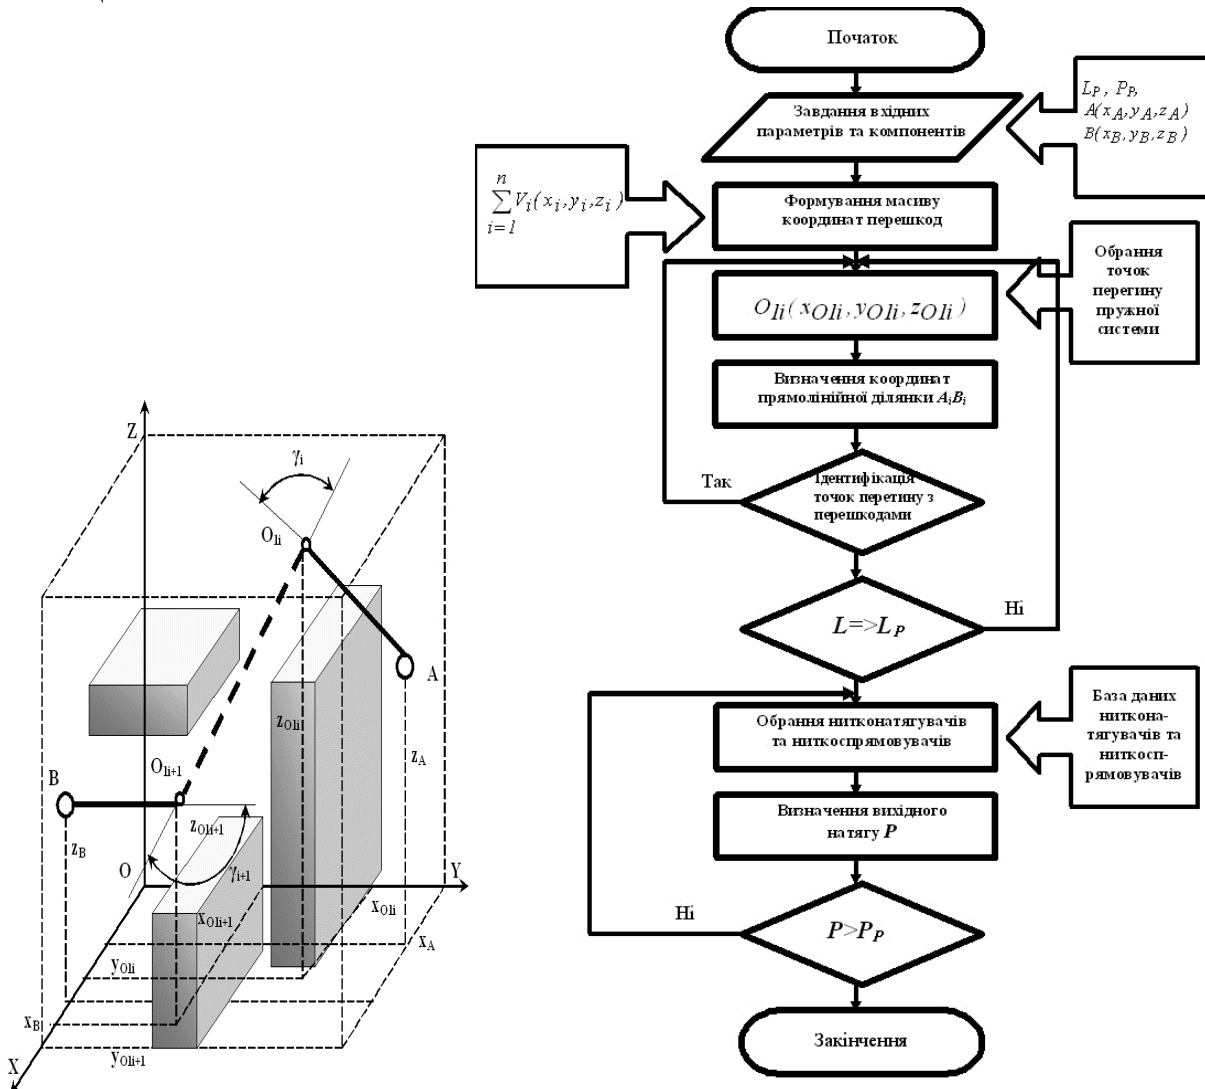 Z
γi
Oli
A
zOli
zA
B
Oli+1
zOli+1
zB
O
γi+1
Y
xOli
xOli+1
xA
yOli
xB
yOli+1
X
Початок
Завдання вхідних
параметрів та компонентів
LP , PP,
A(xA,yA,zA)
B(xB,yB,zB)
n
∑Vi(xi,yi,zi)
i=1
Формування масиву
координат перешкод
Обрання
точок
перегину
пружної
системи
Oli(xOli,yOli,zOli)
Визначення координат
прямолінійної ділянки AiBi
Так
Ідентифікація
точок перетину з
перешкодами
Ні
L=>LP
База даних
ниткона-
тягувачів та
ниткосп-
рямовувачів
Обрання нитконатягувачів
та ниткоспрямовувачів
Визначення вихідного
натягу P
Ні
P>PP
Закінчення